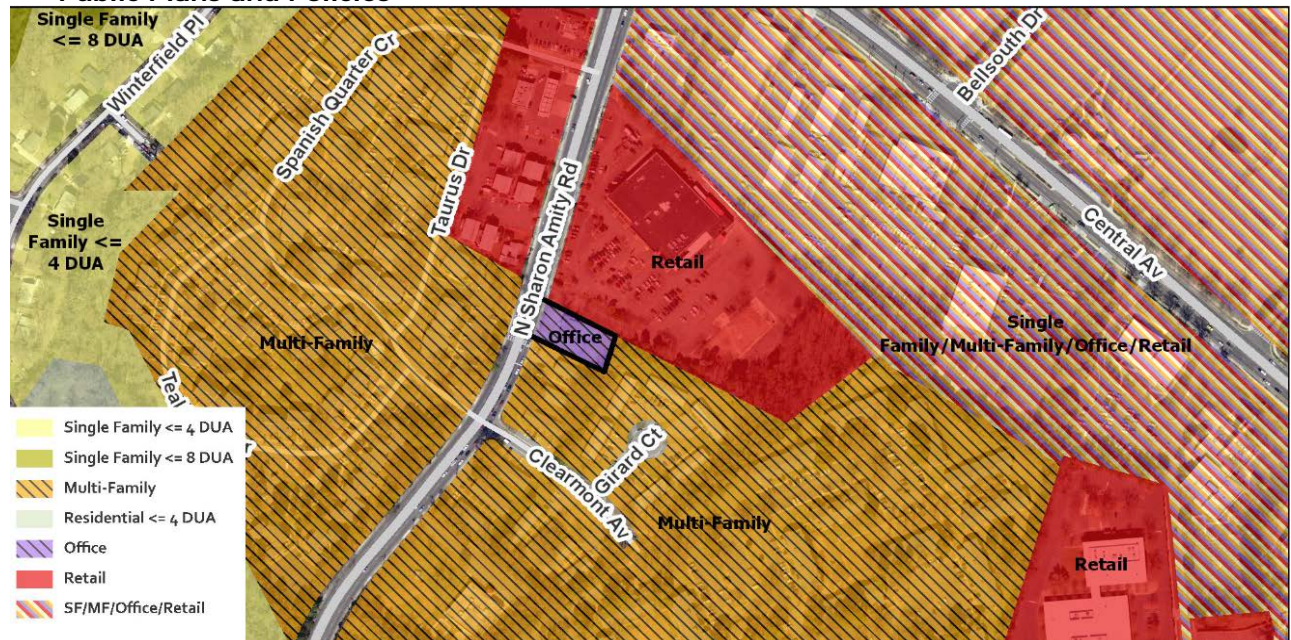 Public Plans and Policies
Single Family
<= 8 DUA
Winterfield Pl
Spanish Quarter Cr
Taurus Dr
N Sharon Amity Rd
Bellsouth Dr
Central Av
Single
Family <=
4 DUA
Retail
Multi-Family
Office
Single
Family/Multi-Family/Office/Retail
Teal
r
Clearmont Av
Girard Ct
Multi-Family
Retail
Single Family <= 4 DUA
Single Family <= 8 DUA
Multi-Family
Residential <= 4 DUA
Office
Retail
SF/MF/Office/Retail